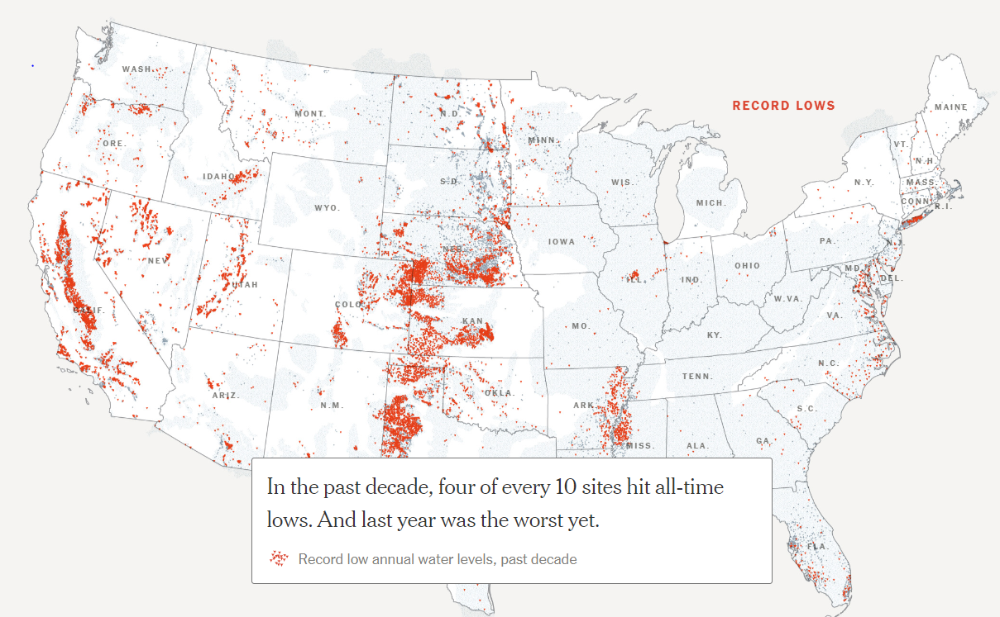 WASH.
MAINE
RECORD LOWS
MONT.
N.D.
MINN.
VT.
ORE.
N.H.
IDAHO
S.D.
WIS.
N.Y.
MASS.
MICH.
CONN.
R.I.
WYO.
IOWA
PA.
N.J.
NEB.
NEV.
OHIO
MD.
UTAH
ILL.
IND.
DEL.
W.VA.
COLO.
CALIF.
KAN.
MO.
VA.
KY.
N.C.
TENN.
ARIZ.
OKLA.
N.M.
ARK.
S.C.
MISS.
ALA.
GA.
In the past decade, four of every 10 sites hit all-time
lows. And last year was the worst yet.
Record low annual water levels, past decade
FLA.